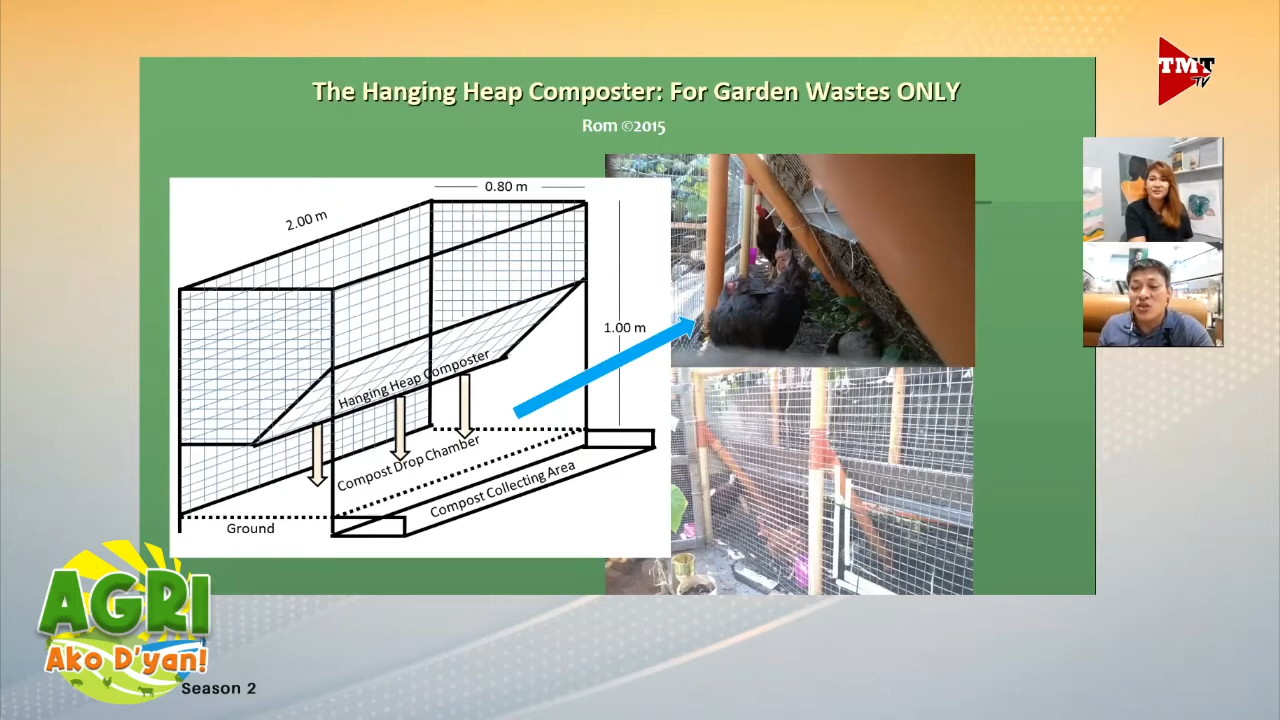 The Hanging Heap Composter: For Garden Wastes ONLY
Rom ©2015
TMT
TV
0.80 m
2.00 m
1.00 m
Hanging Heap Composter
Compost Drop Chamber
Compost Collecting Area
Ground
AGRI
Ako D'yan!
Season 2